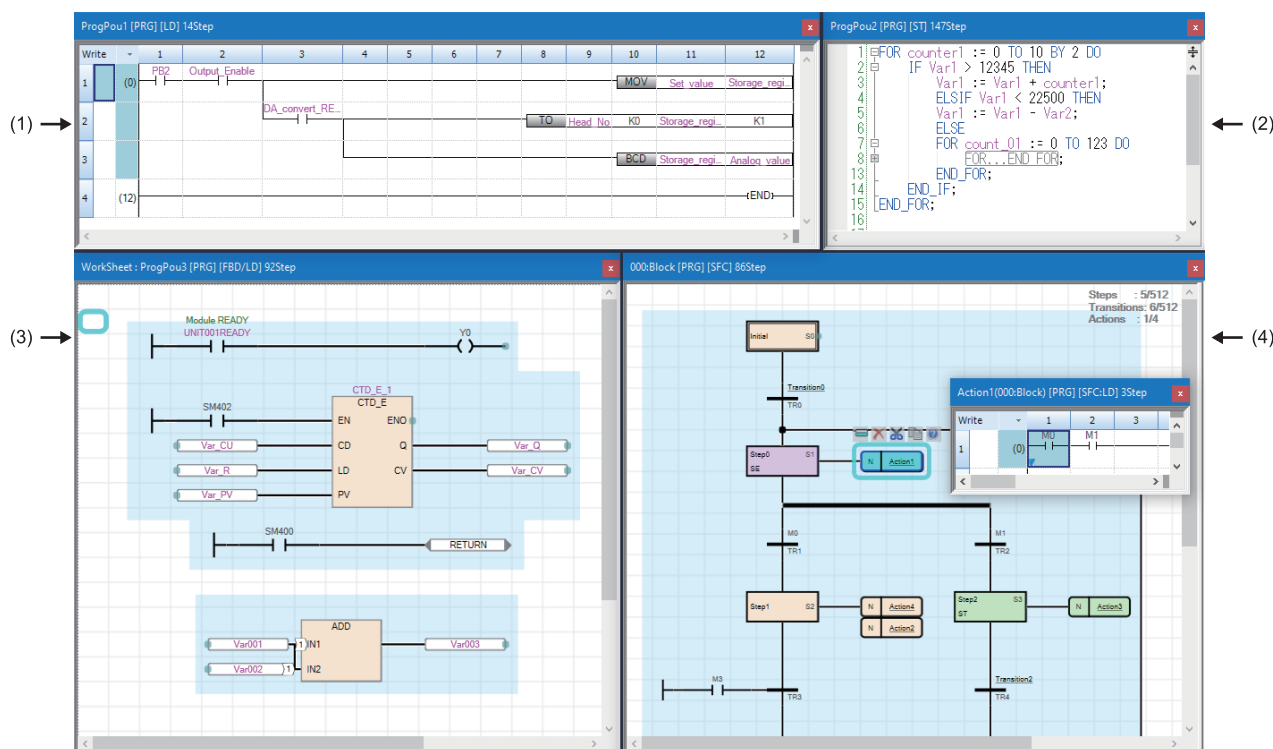 ProgPou1 [PRG] [LD] 14Step
x
Write 1 2 3 4 5 6 7 8 9 10 11 12
1 (0) PB2 Output_Enable MOV Set_value Storage_regi...
2 DA_convert_RE... TO Head_No K0 Storage_regi... K1
3 BCD Storage_regi... Analog_value
4 (12) (END)
(1)
ProgPou2 [PRG] [ST] 147Step
x
1 FOR counter1 := 0 TO 10 BY 2 DO
2 IF Var1 > 12345 THEN
3 Var1 := Var1 + counter1;
4 ELSIF Var1 < 22500 THEN
5 Var1 := Var1 - Var2;
6 ELSE
7 FOR count_01 := 0 TO 123 DO
8 FOR...END_FOR;
13 END_FOR;
14 END_IF;
15 END_FOR;
16
(2)
WorkSheet : ProgPou3 [PRG] [FBD/LD] 92Step
x
(3)
Module READY
UNIT001READY Y0
CTD_E_1
CTD_E
SM402
EN ENO
Var_CU CD Q Var_Q
Var_R LD CV Var_CV
Var_PV PV
SM400
RETURN
ADD
Var001 1 IN1 Var003
Var002 1 IN2
000:Block [PRG] [SFC] 86Step
x
(4)
Steps : 5/512
Transitions: 6/512
Actions : 1/4
Initial S0
Transition0
TR0
Step0 S1
SE
N Action1
Action1(000:Block) [PRG] [SFC:LD] 3Step
x
Write 1 2 3
1 (0) M0 M1
M0 M1
TR1 TR2
Step1 S2
N Action4
N Action2
Step2 S3
ST
N Action3
M3
TR3
Transition2
TR4